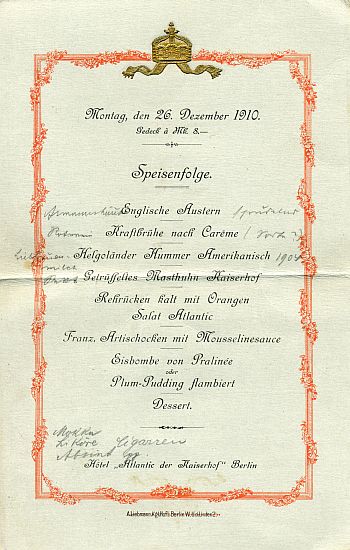 Montag, den 26. Dezember 1910.
Gedeck à Mk. 8.—
Speisenfolge.
Englische Austern
Kraftbrühe nach Carème
Helgoländer Hummer Amerikanisch 1904
Getrüffeltes Masthuhn Kaiserhof
Rehrücken kalt mit Orangen
Salat Atlantic
Franz. Artischocken mit Mousselinesauce
Eisbombe von Pralinée
oder
Plum-Pudding flambiert
Dessert.
Mokka
Liköre Cigarren
Hôtel „Atlantic der Kaiserhof" Berlin